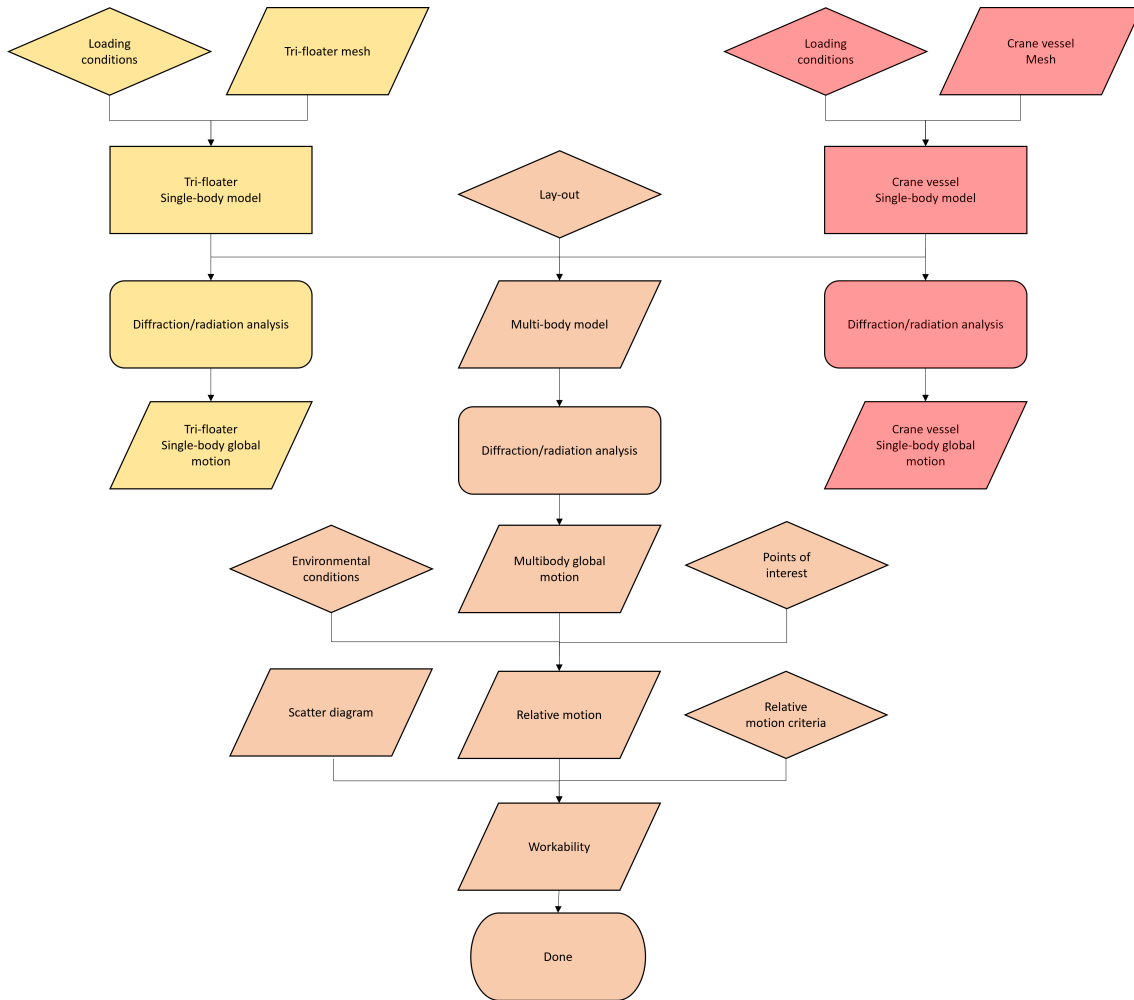 Loading
conditions
Tri-floater mesh
Loading
conditions
Crane vessel
Mesh
Tri-floater
Single-body model
Lay-out
Crane vessel
Single-body model
Diffraction/radiation analysis
Multi-body model
Diffraction/radiation analysis
Tri-floater
Single-body global
motion
Diffraction/radiation analysis
Crane vessel
Single-body global
motion
Environmental
conditions
Multibody global
motion
Points of
interest
Scatter diagram
Relative motion
Relative
motion criteria
Workability
Done